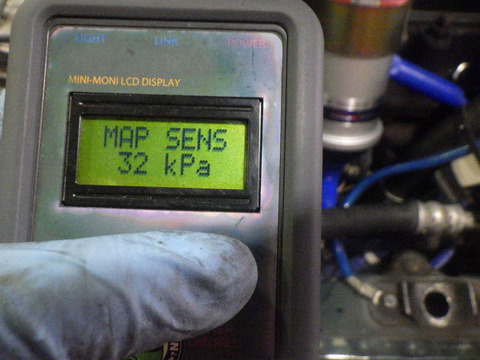 LIGHT LINK POWER
MINI-MONI LCD DISPLAY
MAP SENS
32 kPa